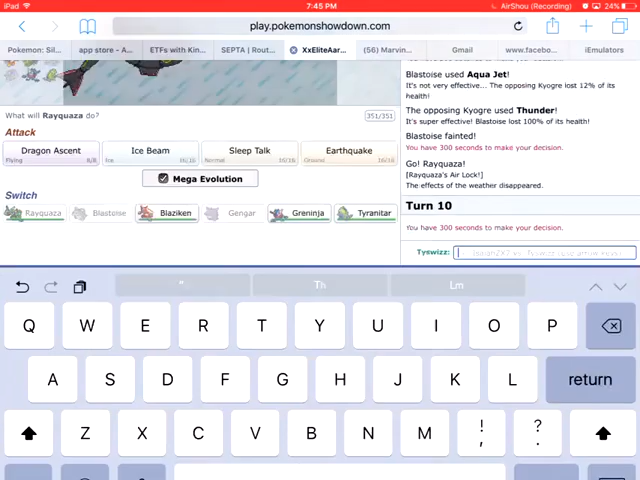 iPad
7:45 PM
AirShou (Recording)
24%
play.pokemonshowdown.com
Pokemon: Sil...
app store - A...
ETFs with Kin...
SEPTA | Rout...
XxEliteAar...
(56) Marvin...
Gmail
www.facebo...
iEmulators
What will Rayquaza do?
351/351
Attack
Dragon Ascent
Flying 8/8
Ice Beam
Ice 16/16
Sleep Talk
Normal 16/16
Earthquake
Ground 16/16
Mega Evolution
Switch
Rayquaza
Blastoise
Blaziken
Gengar
Greninja
Tyranitar
Blastoise used Aqua Jet!
It's not very effective... The opposing Kyogre lost 12% of its
health!
The opposing Kyogre used Thunder!
It's super effective! Blastoise lost 100% of its health!
Blastoise fainted!
You have 300 seconds to make your decision.
Go! Rayquaza!
[Rayquaza's Air Lock!]
The effects of the weather disappeared.
Turn 10
You have 300 seconds to make your decision.
Tyswizz:
" Th Lm
Q W E R T Y U I O P
A S D F G H J K L return
Z X C V B N M ! , ? .